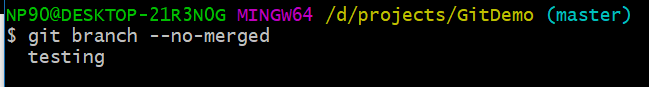 NP90@DESKTOP-21R3N0G MINGW64 /d/projects/GitDemo (master)
$ git branch --no-merged
  testing